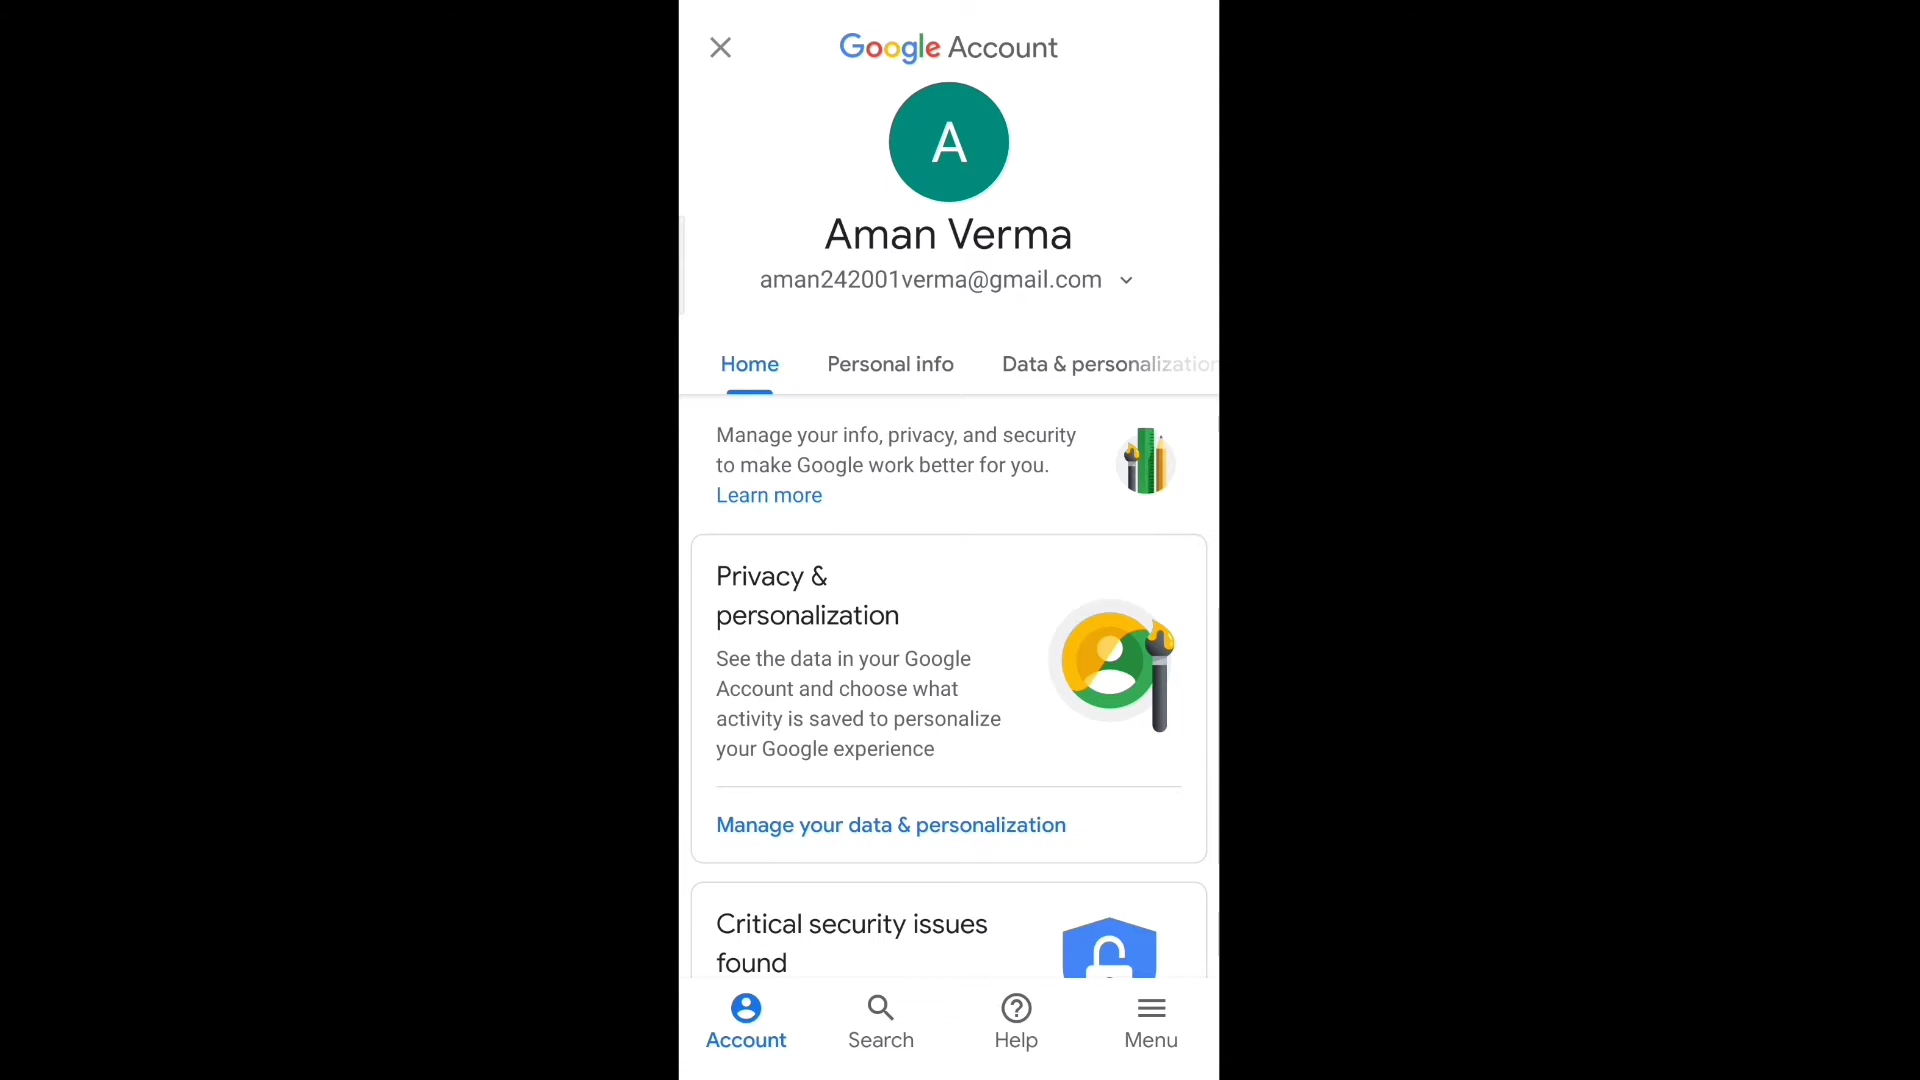 Google Account
A
Aman Verma
aman242001verma@gmail.com
Home Personal info Data & personalization
Manage your info, privacy, and security
to make Google work better for you.
Learn more
Privacy &
personalization
See the data in your Google
Account and choose what
activity is saved to personalize
your Google experience
Manage your data & personalization
Critical security issues
found
Account Search Help Menu